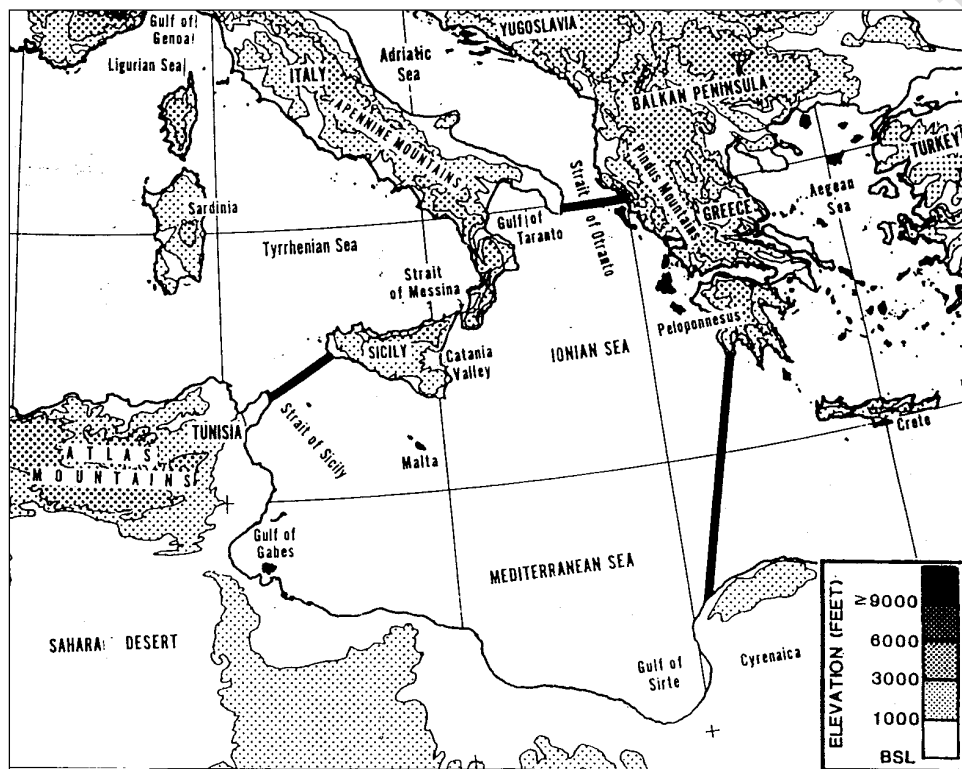 Gulf of
Genoa
Ligurian Sea
Adriatic
Sea
YUGOSLAVIA
ITALY
APENNINE MOUNTAINS
BALKAN PENINSULA
TURKEY
Pindus Mountains
GREECE
Aegean
Sea
Strait of Otranto
Gulf of
Taranto
Sardinia
Tyrrhenian Sea
Strait
of Messina
Peloponnesus
SICILY
Catania
Valley
IONIAN SEA
Crete
TUNISIA
Strait of Sicily
Malta
ATLAS
MOUNTAINS
Gulf of
Gabes
MEDITERRANEAN SEA
SAHARA DESERT
Gulf of
Sirte
Cyrenaica
ELEVATION (FEET)
≥ 9000
6000
3000
1000
BSL